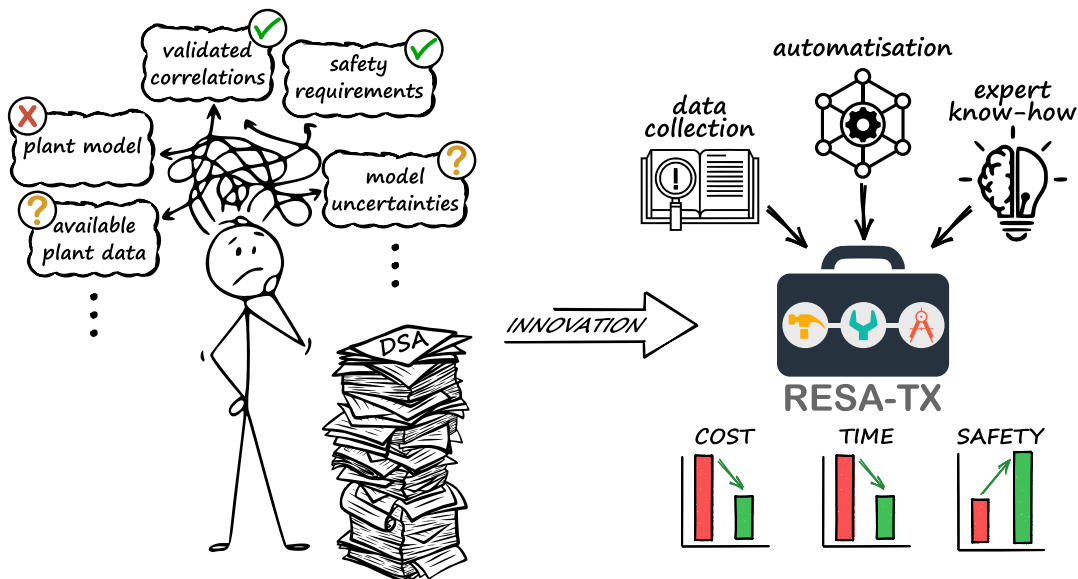 validated
correlations
safety
requirements
X
plant model
?
model
uncertainties
?
available
plant data
DSA
INNOVATION
automatisation
data
collection
!
expert
know-how
RESA-TX
COST
TIME
SAFETY